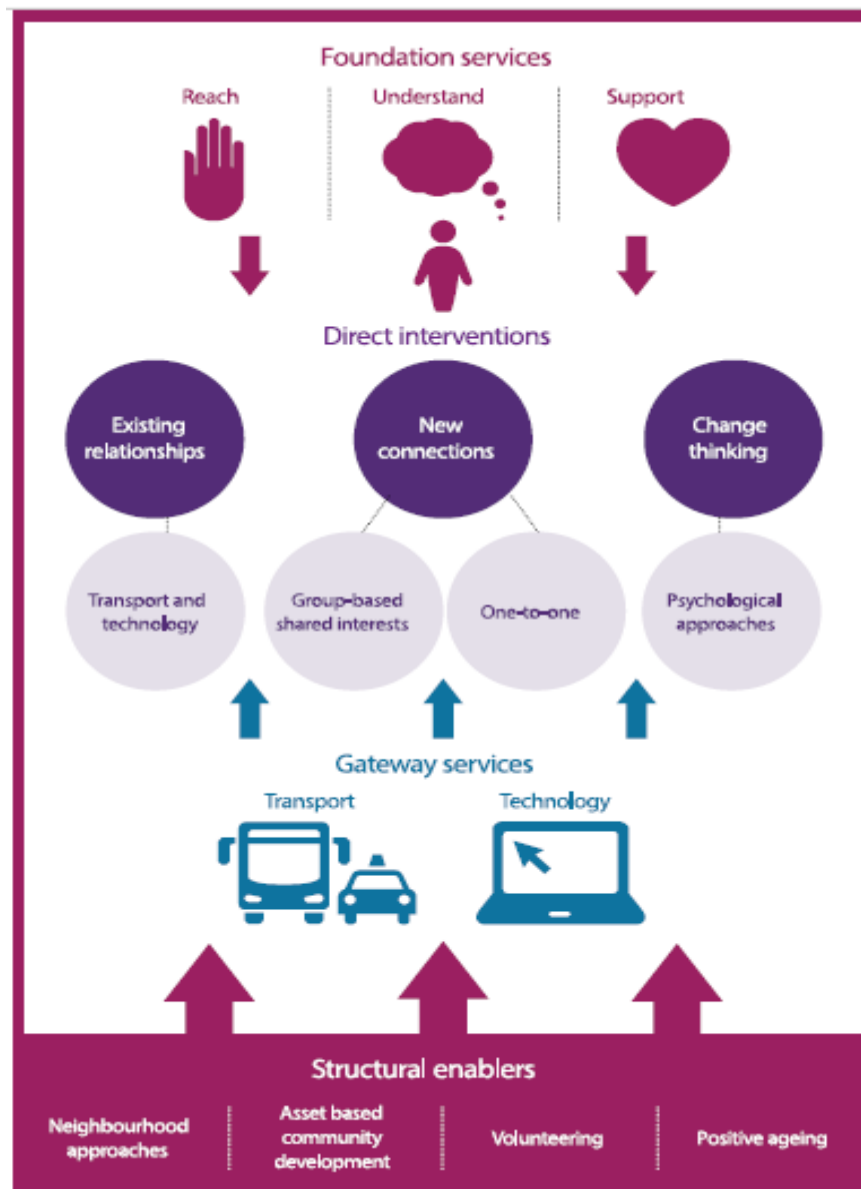 Foundation services
Reach
Understand
Support
Direct interventions
Existing
relationships
New
connections
Change
thinking
Transport and
technology
Group-based
shared interests
One-to-one
Psychological
approaches
Gateway services
Transport
Technology
Structural enablers
Neighbourhood
approaches
Asset based
community
development
Volunteering
Positive ageing